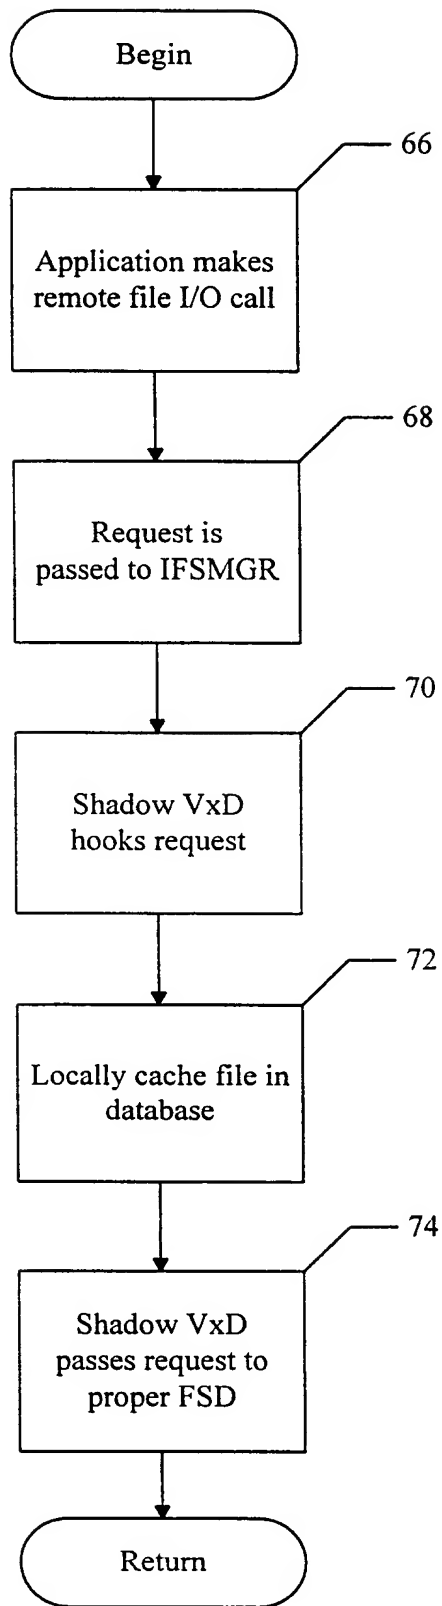 Begin
66
Application makes
remote file I/O call
68
Request is
passed to IFSMGR
70
Shadow VxD
hooks request
72
Locally cache file in
database
74
Shadow VxD
passes request to
proper FSD
Return